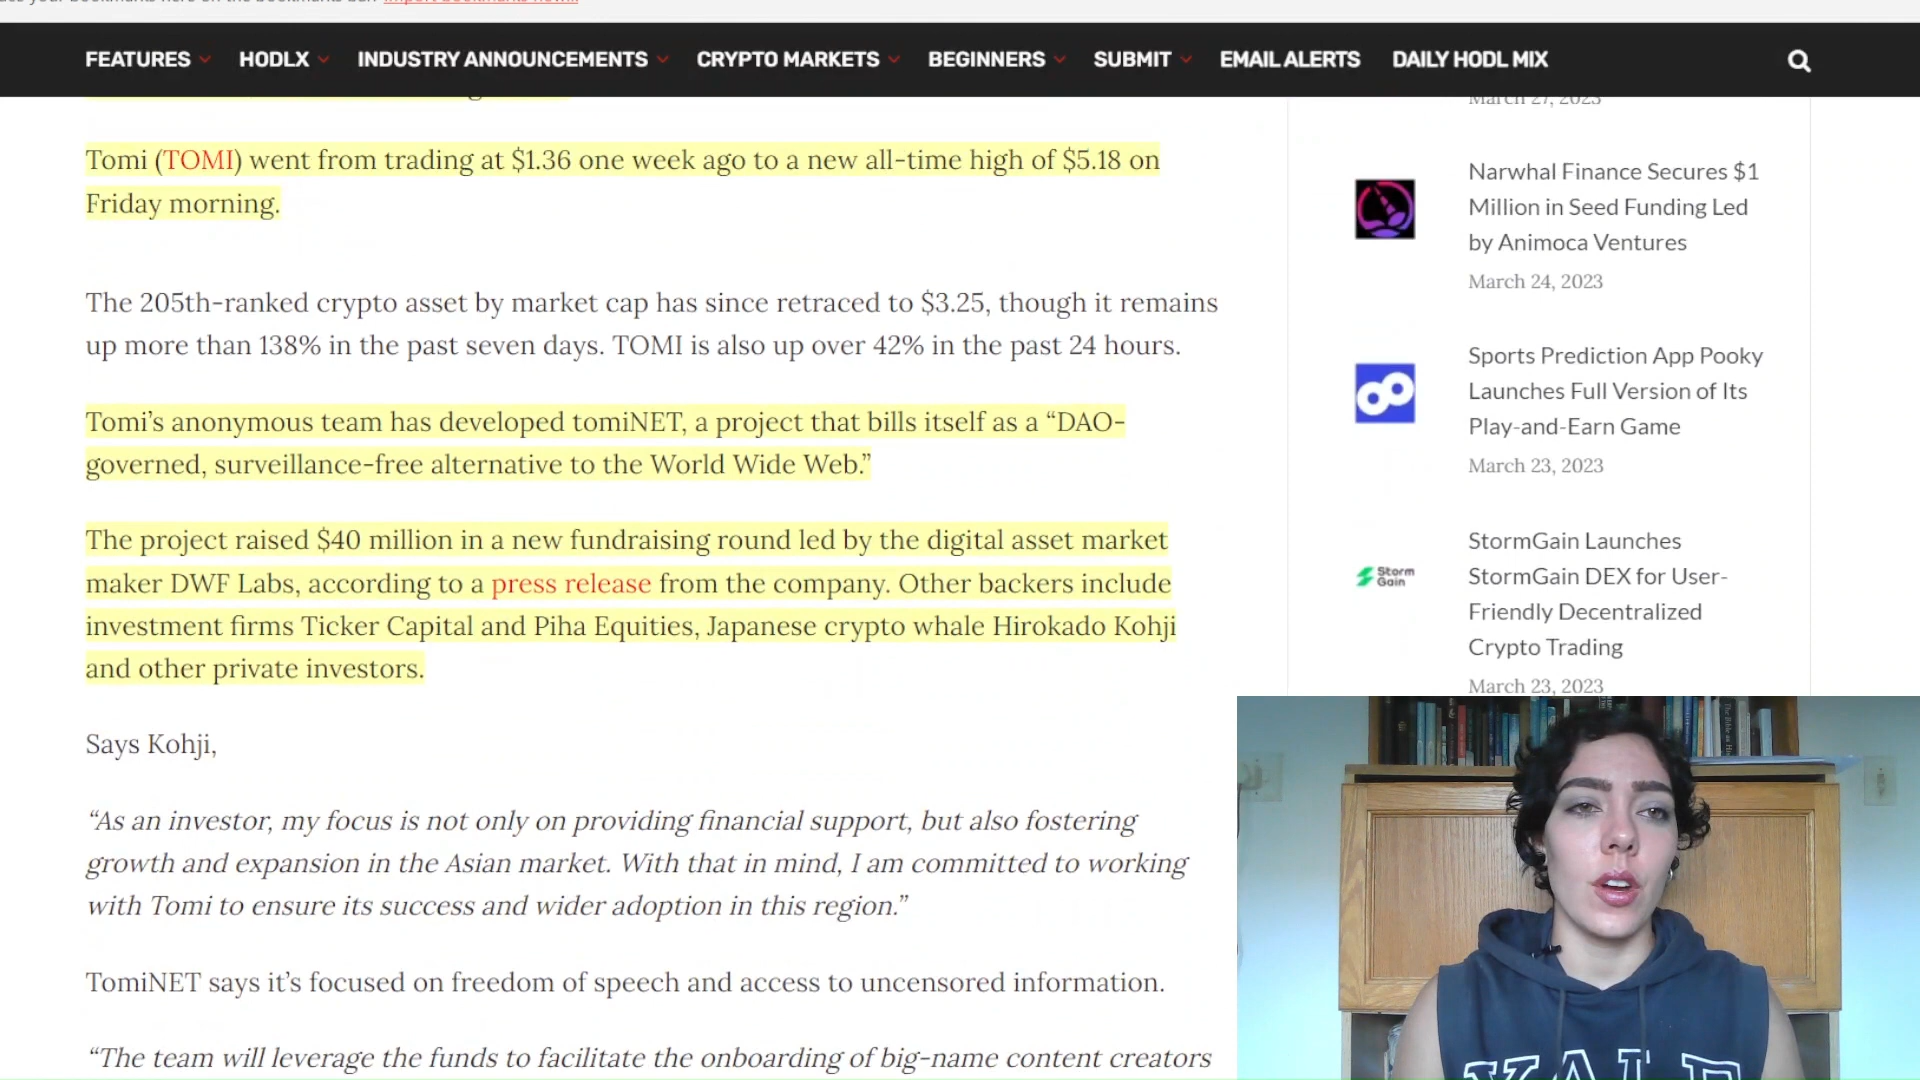 import bookmarks now...
FEATURES HODLX INDUSTRY ANNOUNCEMENTS CRYPTO MARKETS BEGINNERS SUBMIT EMAIL ALERTS DAILY HODL MIX
Tomi (TOMI) went from trading at $1.36 one week ago to a new all-time high of $5.18 on
Friday morning.
The 205th-ranked crypto asset by market cap has since retraced to $3.25, though it remains
up more than 138% in the past seven days. TOMI is also up over 42% in the past 24 hours.
Tomi’s anonymous team has developed tomiNET, a project that bills itself as a “DAO-
governed, surveillance-free alternative to the World Wide Web.”
The project raised $40 million in a new fundraising round led by the digital asset market
maker DWF Labs, according to a press release from the company. Other backers include
investment firms Ticker Capital and Piha Equities, Japanese crypto whale Hirokado Kohji
and other private investors.
Says Kohji,
“As an investor, my focus is not only on providing financial support, but also fostering
growth and expansion in the Asian market. With that in mind, I am committed to working
with Tomi to ensure its success and wider adoption in this region.”
TomiNET says it’s focused on freedom of speech and access to uncensored information.
“The team will leverage the funds to facilitate the onboarding of big-name content creators
March 27, 2023
Narwhal Finance Secures $1
Million in Seed Funding Led
by Animoca Ventures
March 24, 2023
Sports Prediction App Pooky
Launches Full Version of Its
Play-and-Earn Game
March 23, 2023
Storm
Gain
StormGain Launches
StormGain DEX for User-
Friendly Decentralized
Crypto Trading
March 23, 2023
YALE